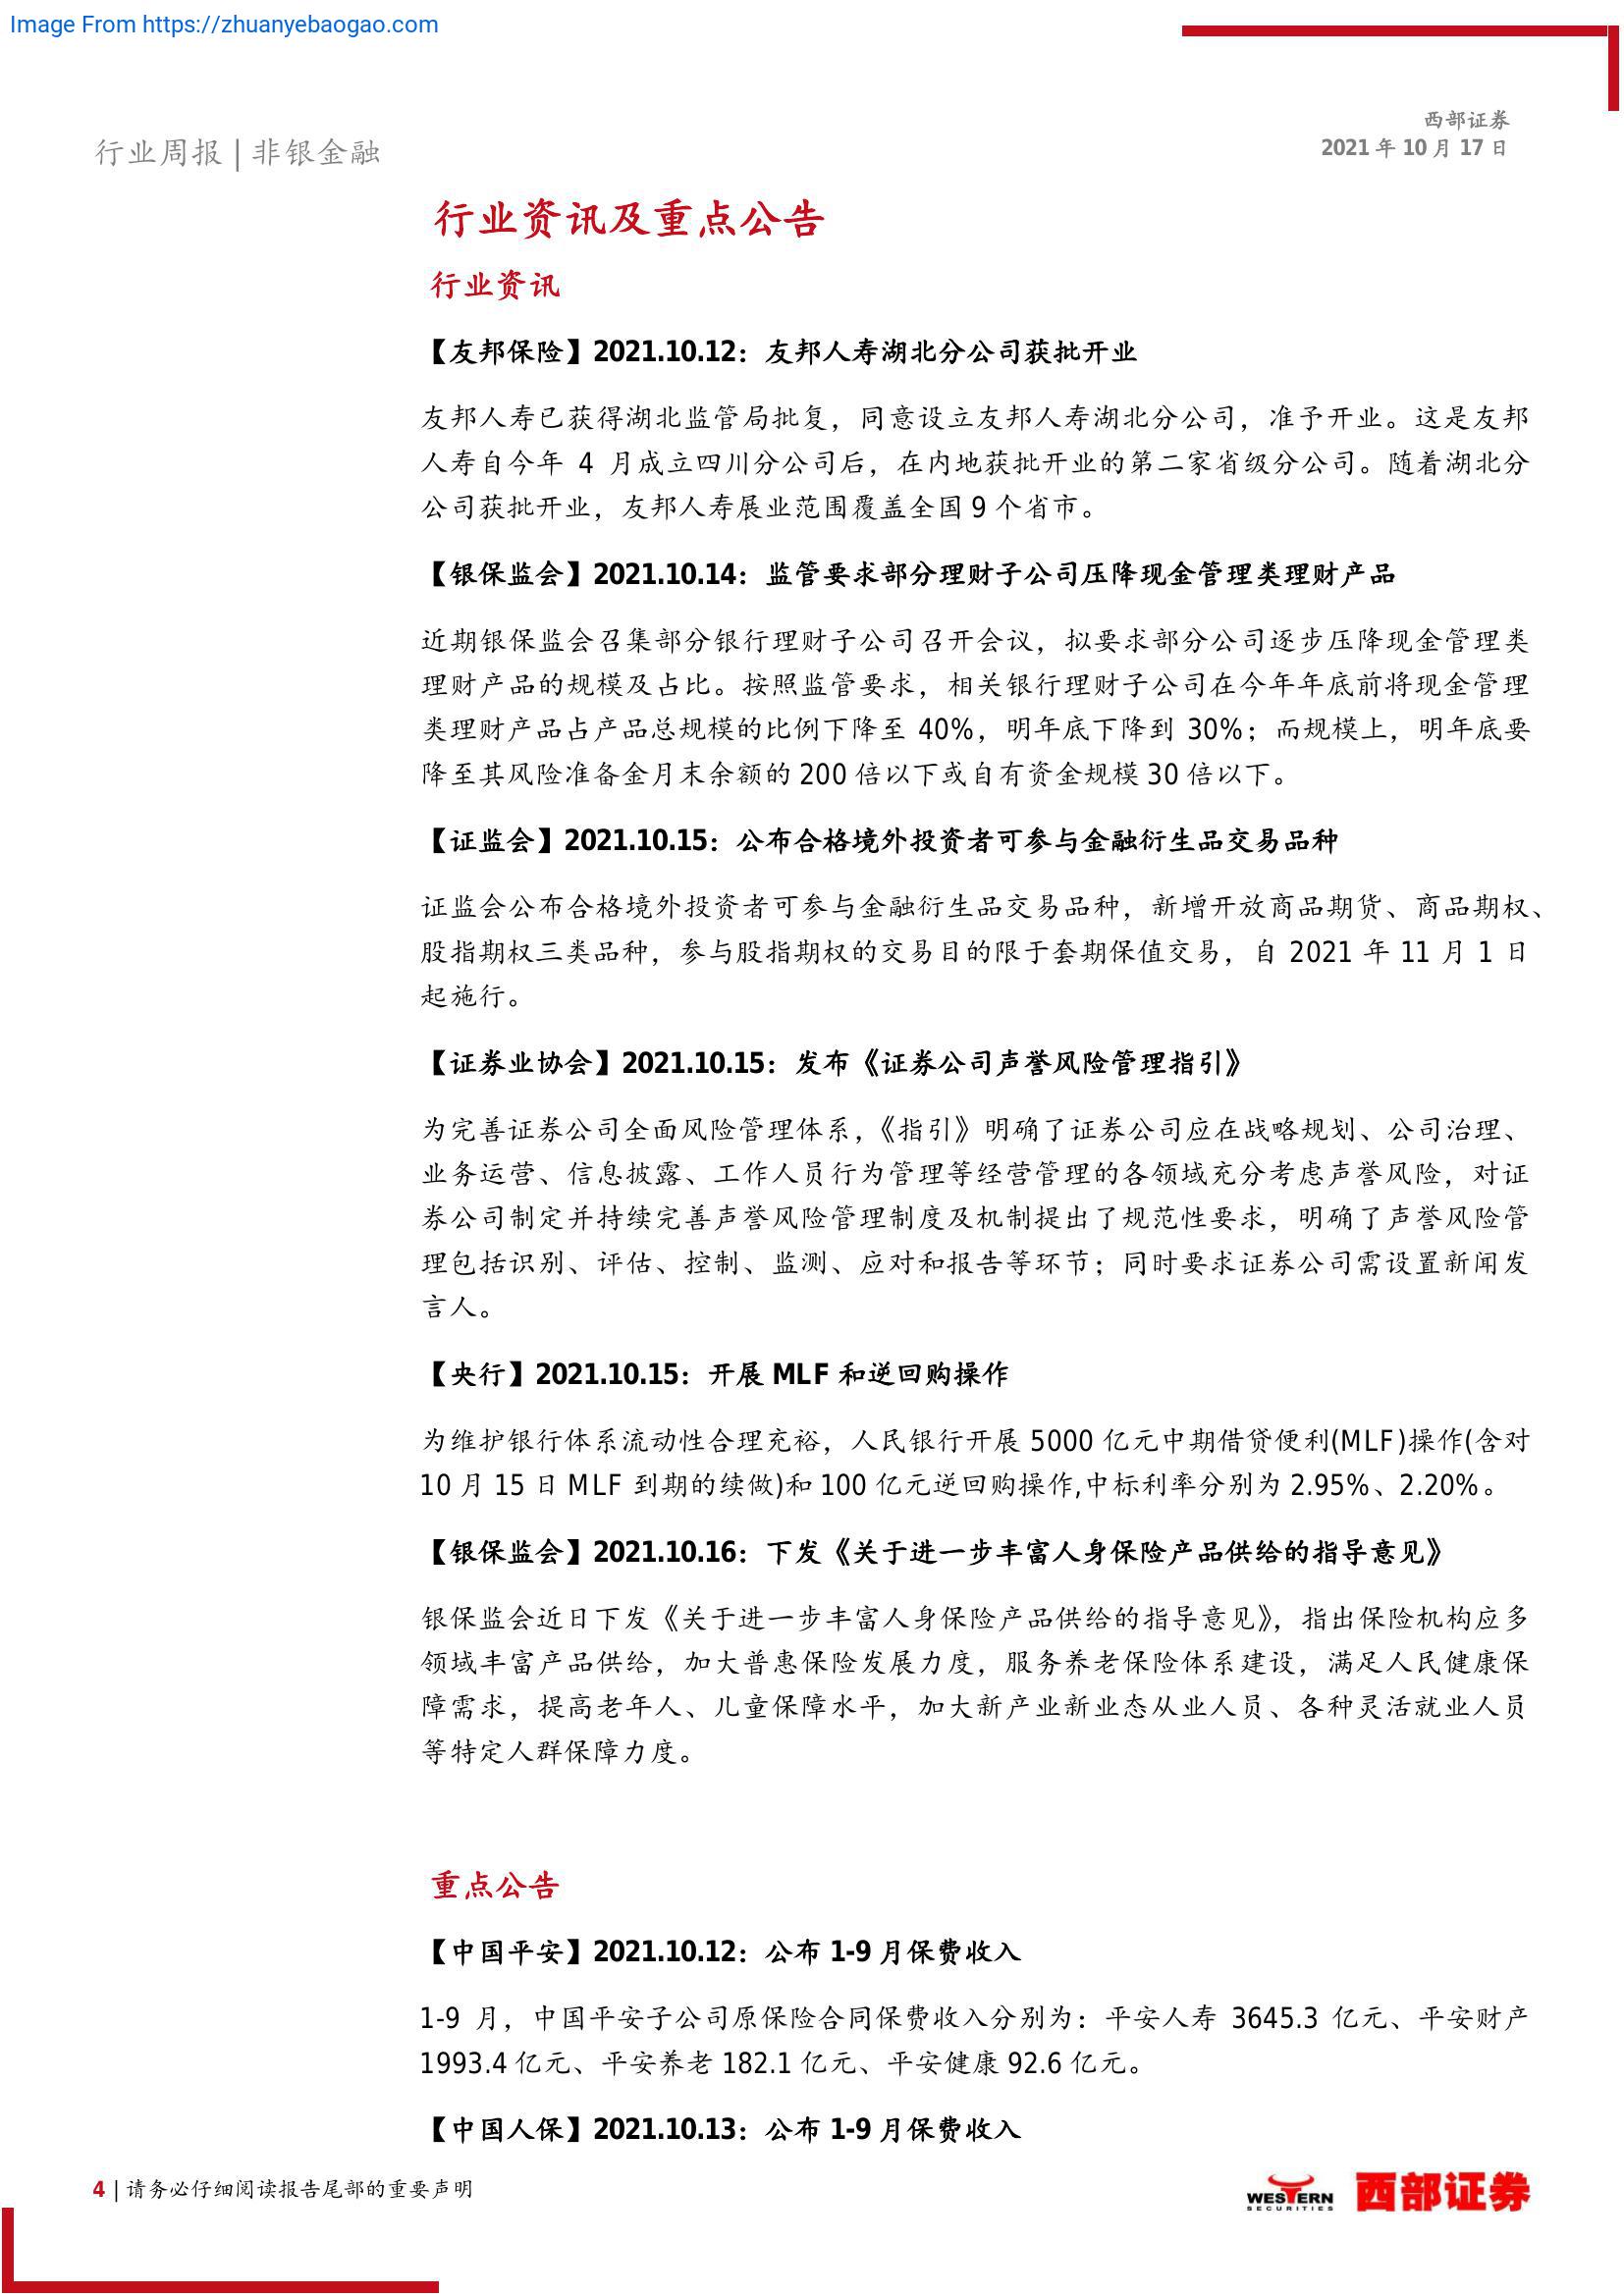 Image From https://zhuanyebaogao.com
西部证券
2021 年 10 月 17 日
行业周报 | 非银金融
行业资讯及重点公告
行业资讯
【友邦保险】2021.10.12：友邦人寿湖北分公司获批开业
友邦人寿已获得湖北监管局批复，同意设立友邦人寿湖北分公司，准予开业。这是友邦
人寿自今年 4 月成立四川分公司后，在内地获批开业的第二家省级分公司。随着湖北分
公司获批开业，友邦人寿展业范围覆盖全国 9 个省市。
【银保监会】2021.10.14：监管要求部分理财子公司压降现金管理类理财产品
近期银保监会召集部分银行理财子公司召开会议，拟要求部分公司逐步压降现金管理类
理财产品的规模及占比。按照监管要求，相关银行理财子公司在今年年底前将现金管理
类理财产品占产品总规模的比例下降至 40%，明年底下降到 30%；而规模上，明年底要
降至其风险准备金月末余额的 200 倍以下或自有资金规模 30 倍以下。
【证监会】2021.10.15：公布合格境外投资者可参与金融衍生品交易品种
证监会公布合格境外投资者可参与金融衍生品交易品种，新增开放商品期货、商品期权、
股指期权三类品种，参与股指期权的交易目的限于套期保值交易，自 2021 年 11 月 1 日
起施行。
【证券业协会】2021.10.15：发布《证券公司声誉风险管理指引》
为完善证券公司全面风险管理体系，《指引》明确了证券公司应在战略规划、公司治理、
业务运营、信息披露、工作人员行为管理等经营管理的各领域充分考虑声誉风险，对证
券公司制定并持续完善声誉风险管理制度及机制提出了规范性要求，明确了声誉风险管
理包括识别、评估、控制、监测、应对和报告等环节；同时要求证券公司需设置新闻发
言人。
【央行】2021.10.15：开展 MLF 和逆回购操作
为维护银行体系流动性合理充裕，人民银行开展 5000 亿元中期借贷便利(MLF)操作(含对
10 月 15 日 MLF 到期的续做)和 100 亿元逆回购操作,中标利率分别为 2.95%、2.20%。
【银保监会】2021.10.16：下发《关于进一步丰富人身保险产品供给的指导意见》
银保监会近日下发《关于进一步丰富人身保险产品供给的指导意见》，指出保险机构应多
领域丰富产品供给，加大普惠保险发展力度，服务养老保险体系建设，满足人民健康保
障需求，提高老年人、儿童保障水平，加大新产业新业态从业人员、各种灵活就业人员
等特定人群保障力度。
重点公告
【中国平安】2021.10.12：公布 1-9 月保费收入
1-9 月，中国平安子公司原保险合同保费收入分别为：平安人寿 3645.3 亿元、平安财产
1993.4 亿元、平安养老 182.1 亿元、平安健康 92.6 亿元。
【中国人保】2021.10.13：公布 1-9 月保费收入
4 | 请务必仔细阅读报告尾部的重要声明
WESTERN
SECURITIES
西部证券